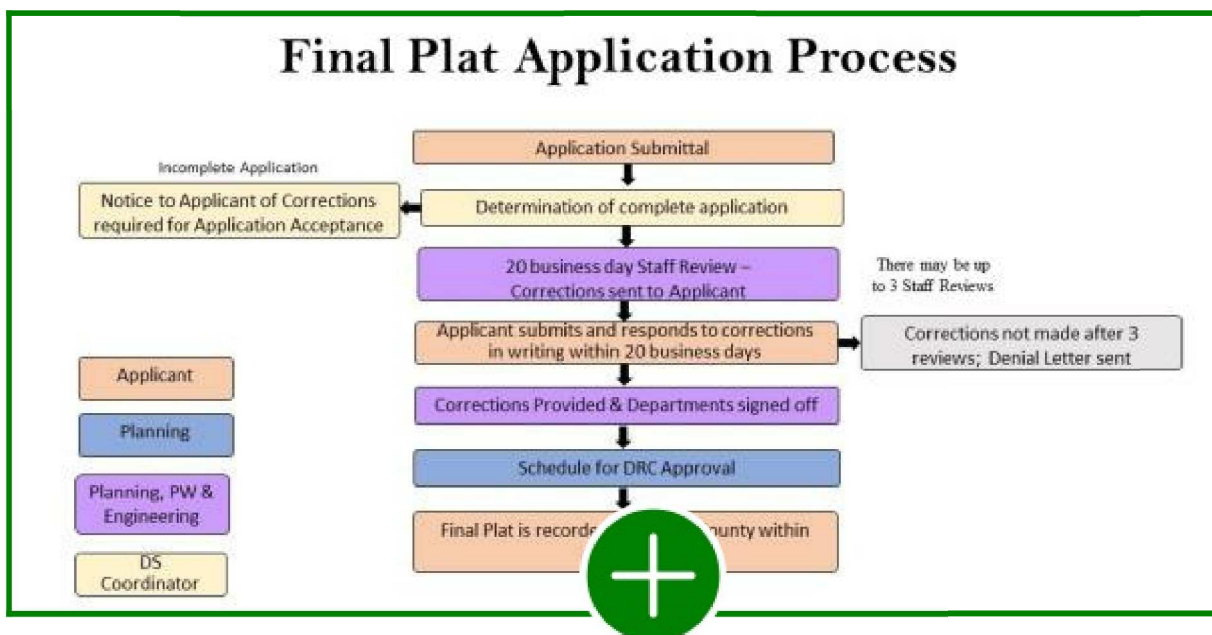 Final Plat Application Process
Application Submittal
Incomplete Application
Notice to Applicant of Corrections
required for Application Acceptance
Determination of complete application
20 business day Staff Review –
Corrections sent to Applicant
There may be up
to 3 Staff Reviews
Applicant submits and responds to corrections
in writing within 20 business days
Corrections not made after 3
reviews; Denial Letter sent
Applicant
Corrections Provided & Departments signed off
Planning
Schedule for DRC Approval
Planning, PW &
Engineering
Final Plat is within
DS
Coordinator